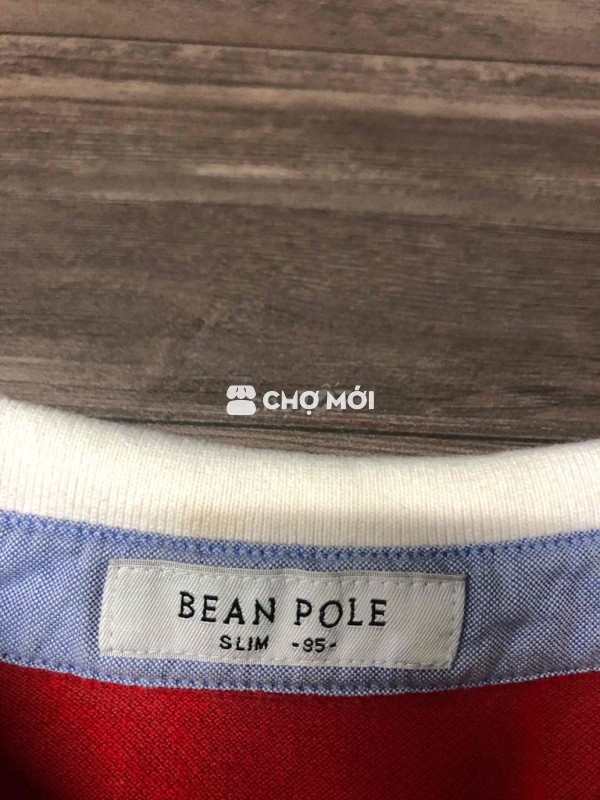 CHỢ MỚI
BEAN POLE
SLIM -95-